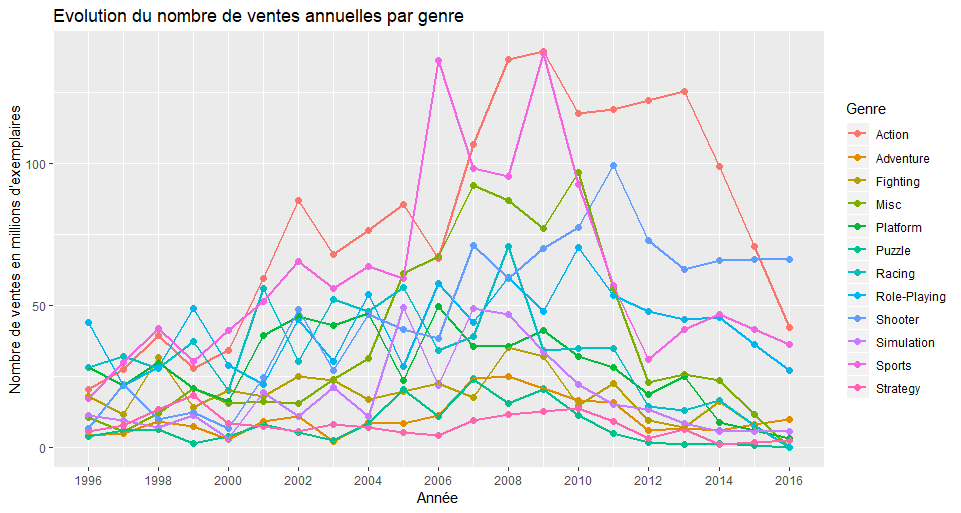 Evolution du nombre de ventes annuelles par genre
Nombre de ventes en millions d'exemplaires
100
50
0
1996 1998 2000 2002 2004 2006 2008 2010 2012 2014 2016
Année
Genre
Action
Adventure
Fighting
Misc
Platform
Puzzle
Racing
Role-Playing
Shooter
Simulation
Sports
Strategy